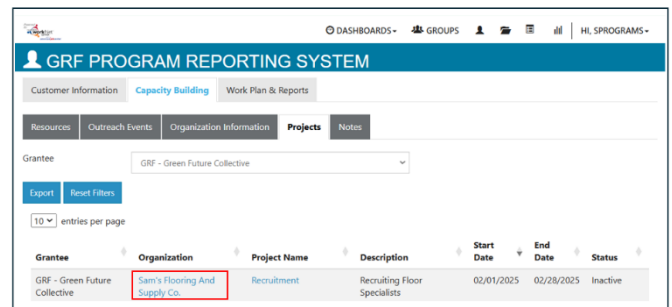 DASHBOARDS GROUPS HI, SPROGRAMS
GRF PROGRAM REPORTING SYSTEM
Customer Information Capacity Building Work Plan & Reports
Resources Outreach Events Organization Information Projects Notes
Grantee GRF - Green Future Collective
Export Reset Filters
10 entries per page
Grantee Organization Project Name Description Start Date End Date Status
GRF - Green Future Collective Sam's Flooring And Supply Co. Recruitment Recruiting Floor Specialists 02/01/2025 02/28/2025 Inactive